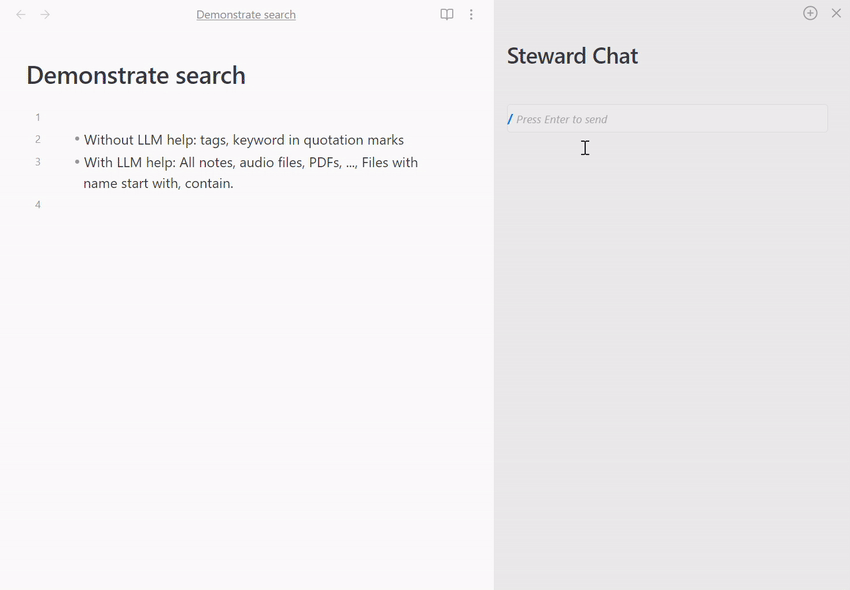 Demonstrate search
Demonstrate search
1
2 • Without LLM help: tags, keyword in quotation marks
3 • With LLM help: All notes, audio files, PDFs, ..., Files with
name start with, contain.
4
Steward Chat
/ Press Enter to send